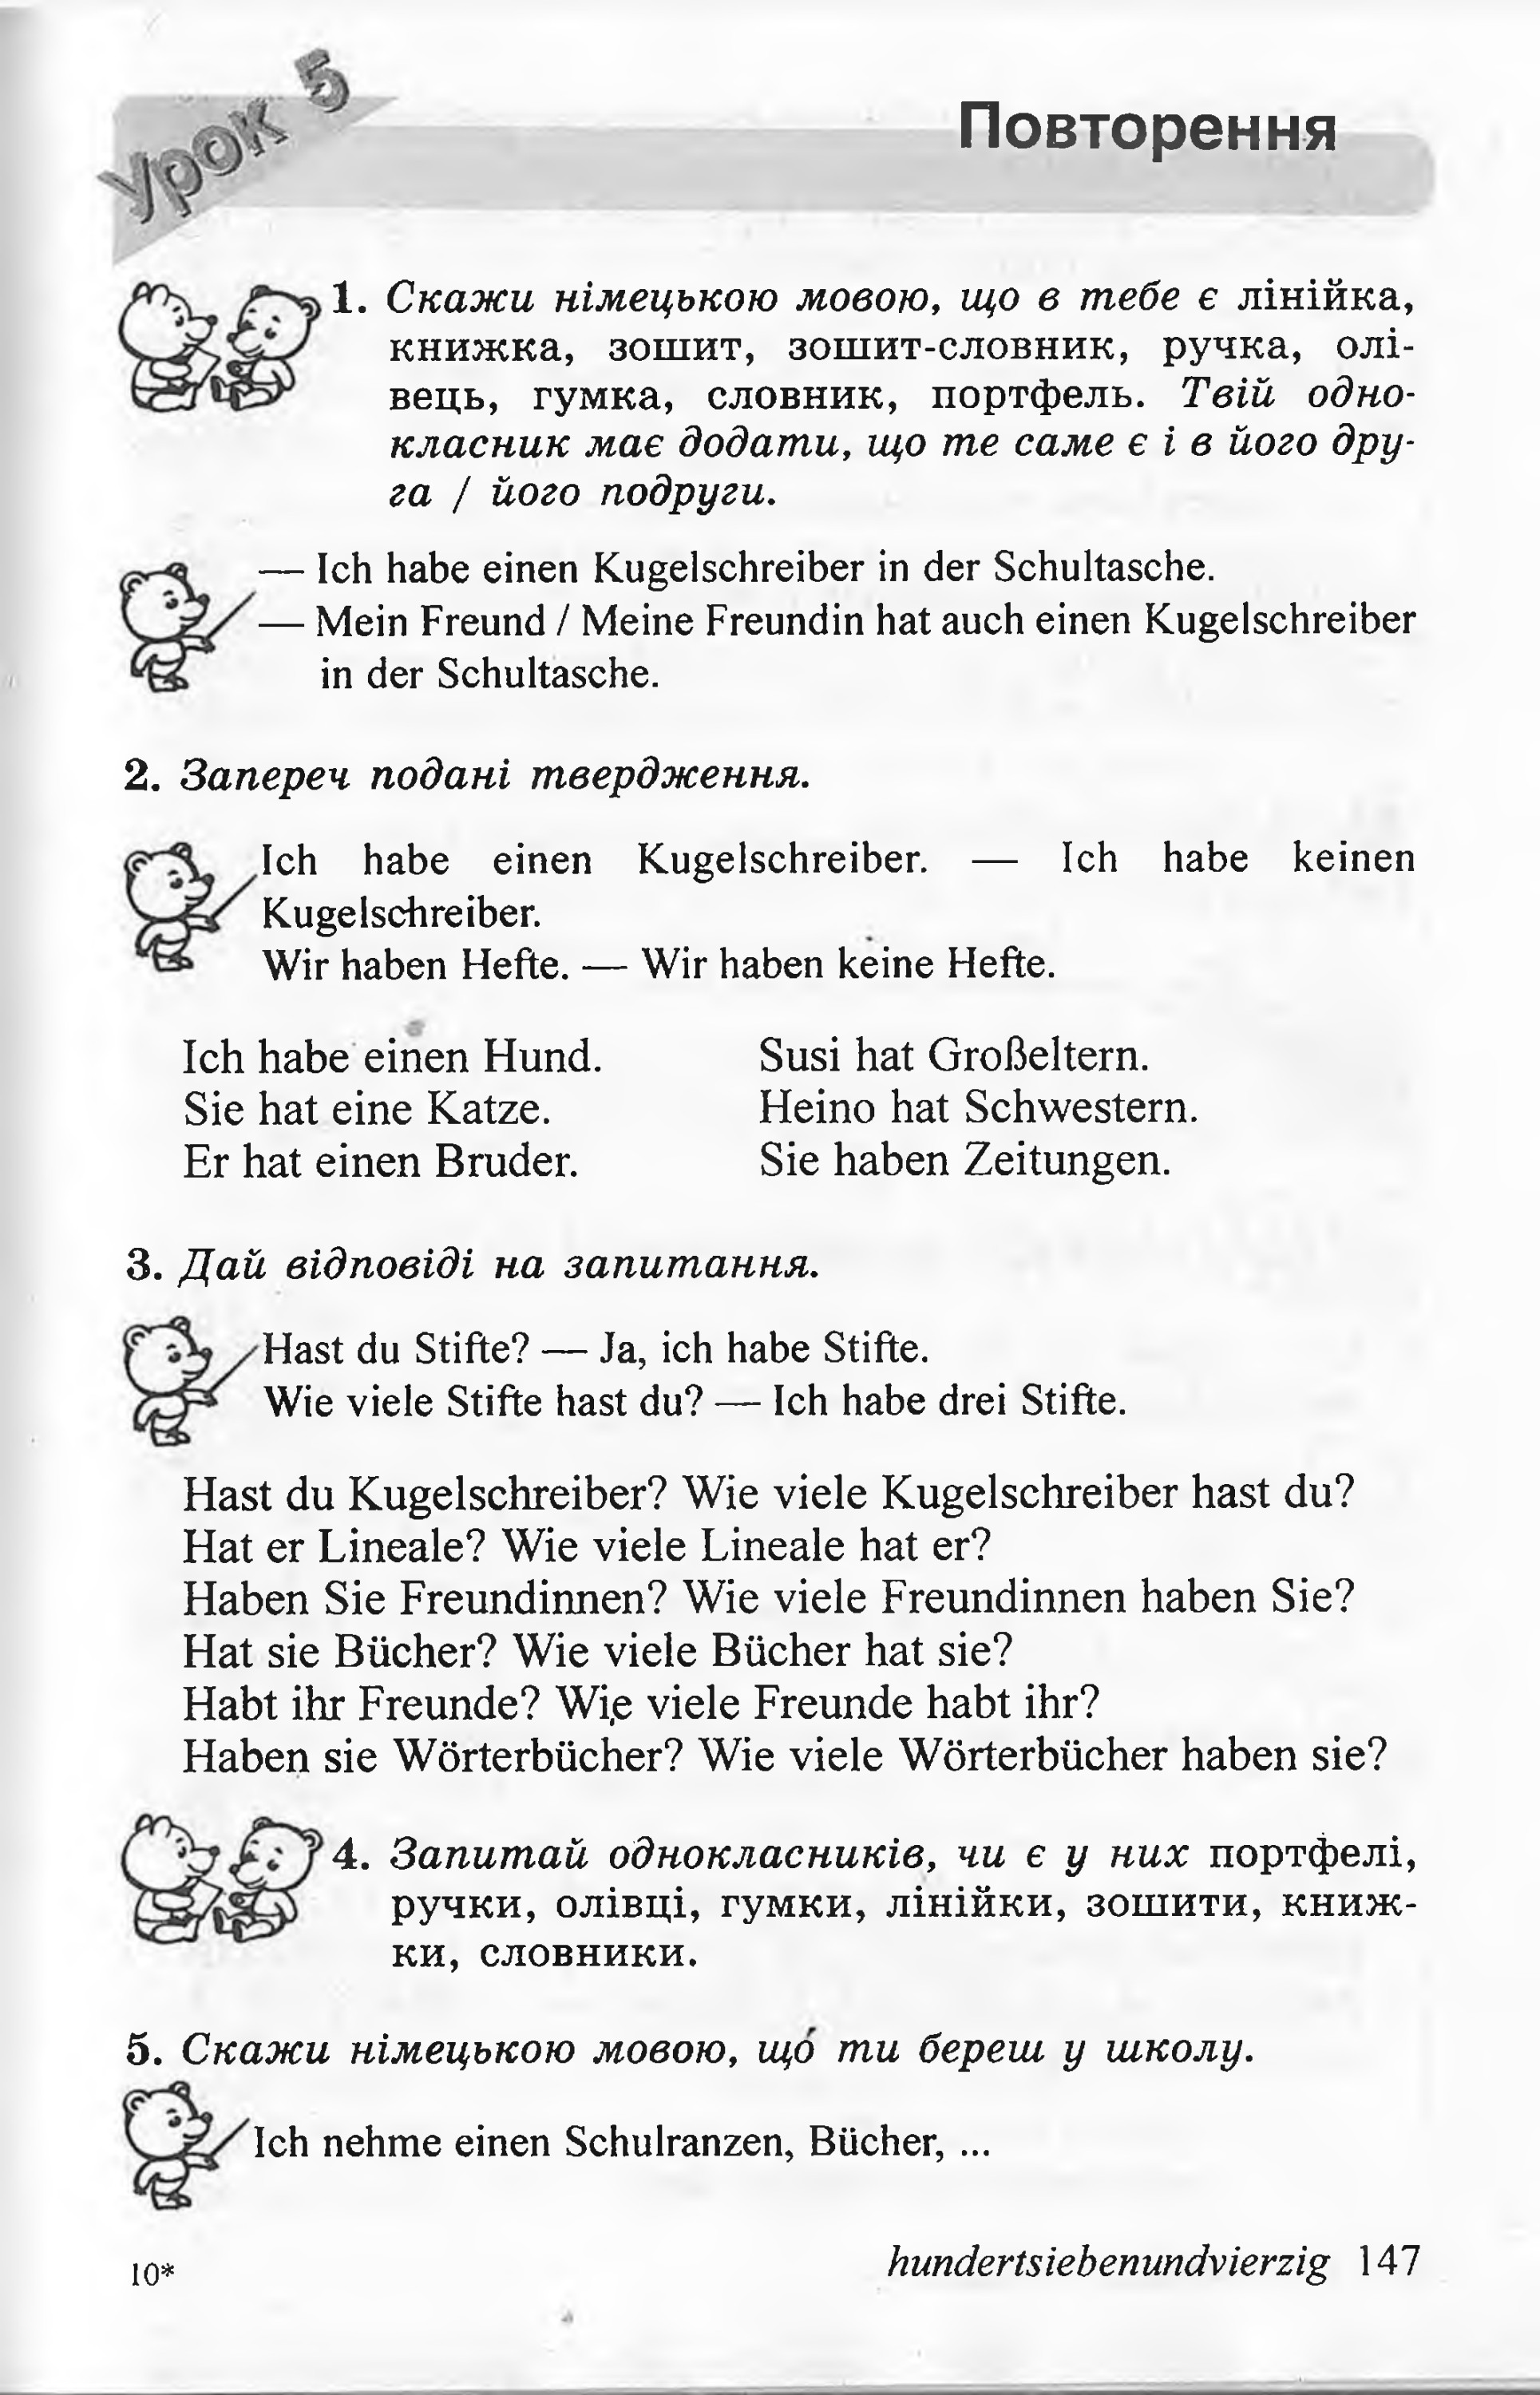 Урок 5
Повторення
1. Скажи німецькою мовою, що в тебе є лінійка,
книжка, зошит, зошит-словник, ручка, олі-
вець, гумка, словник, портфель. Твій одно-
класник має додати, що те саме є і в його дру-
га / його подруги.
— Ich habe einen Kugelschreiber in der Schultasche.
— Mein Freund / Meine Freundin hat auch einen Kugelschreiber
in der Schultasche.
2. Запереч подані твердження.
Ich habe einen Kugelschreiber. — Ich habe keinen
Kugelschreiber.
Wir haben Hefte. — Wir haben keine Hefte.
Ich habe einen Hund.
Sie hat eine Katze.
Er hat einen Bruder.
Susi hat Großeltern.
Heino hat Schwestern.
Sie haben Zeitungen.
3. Дай відповіді на запитання.
Hast du Stifte? — Ja, ich habe Stifte.
Wie viele Stifte hast du? — Ich habe drei Stifte.
Hast du Kugelschreiber? Wie viele Kugelschreiber hast du?
Hat er Lineale? Wie viele Lineale hat er?
Haben Sie Freundinnen? Wie viele Freundinnen haben Sie?
Hat sie Bücher? Wie viele Bücher hat sie?
Habt ihr Freunde? Wie viele Freunde habt ihr?
Haben sie Wörterbücher? Wie viele Wörterbücher haben sie?
4. Запитай однокласників, чи є у них портфелі,
ручки, олівці, гумки, лінійки, зошити, книж-
ки, словники.
5. Скажи німецькою мовою, що́ ти береш у школу.
Ich nehme einen Schulranzen, Bücher, ...
10*
hundertsiebenundvierzig 147